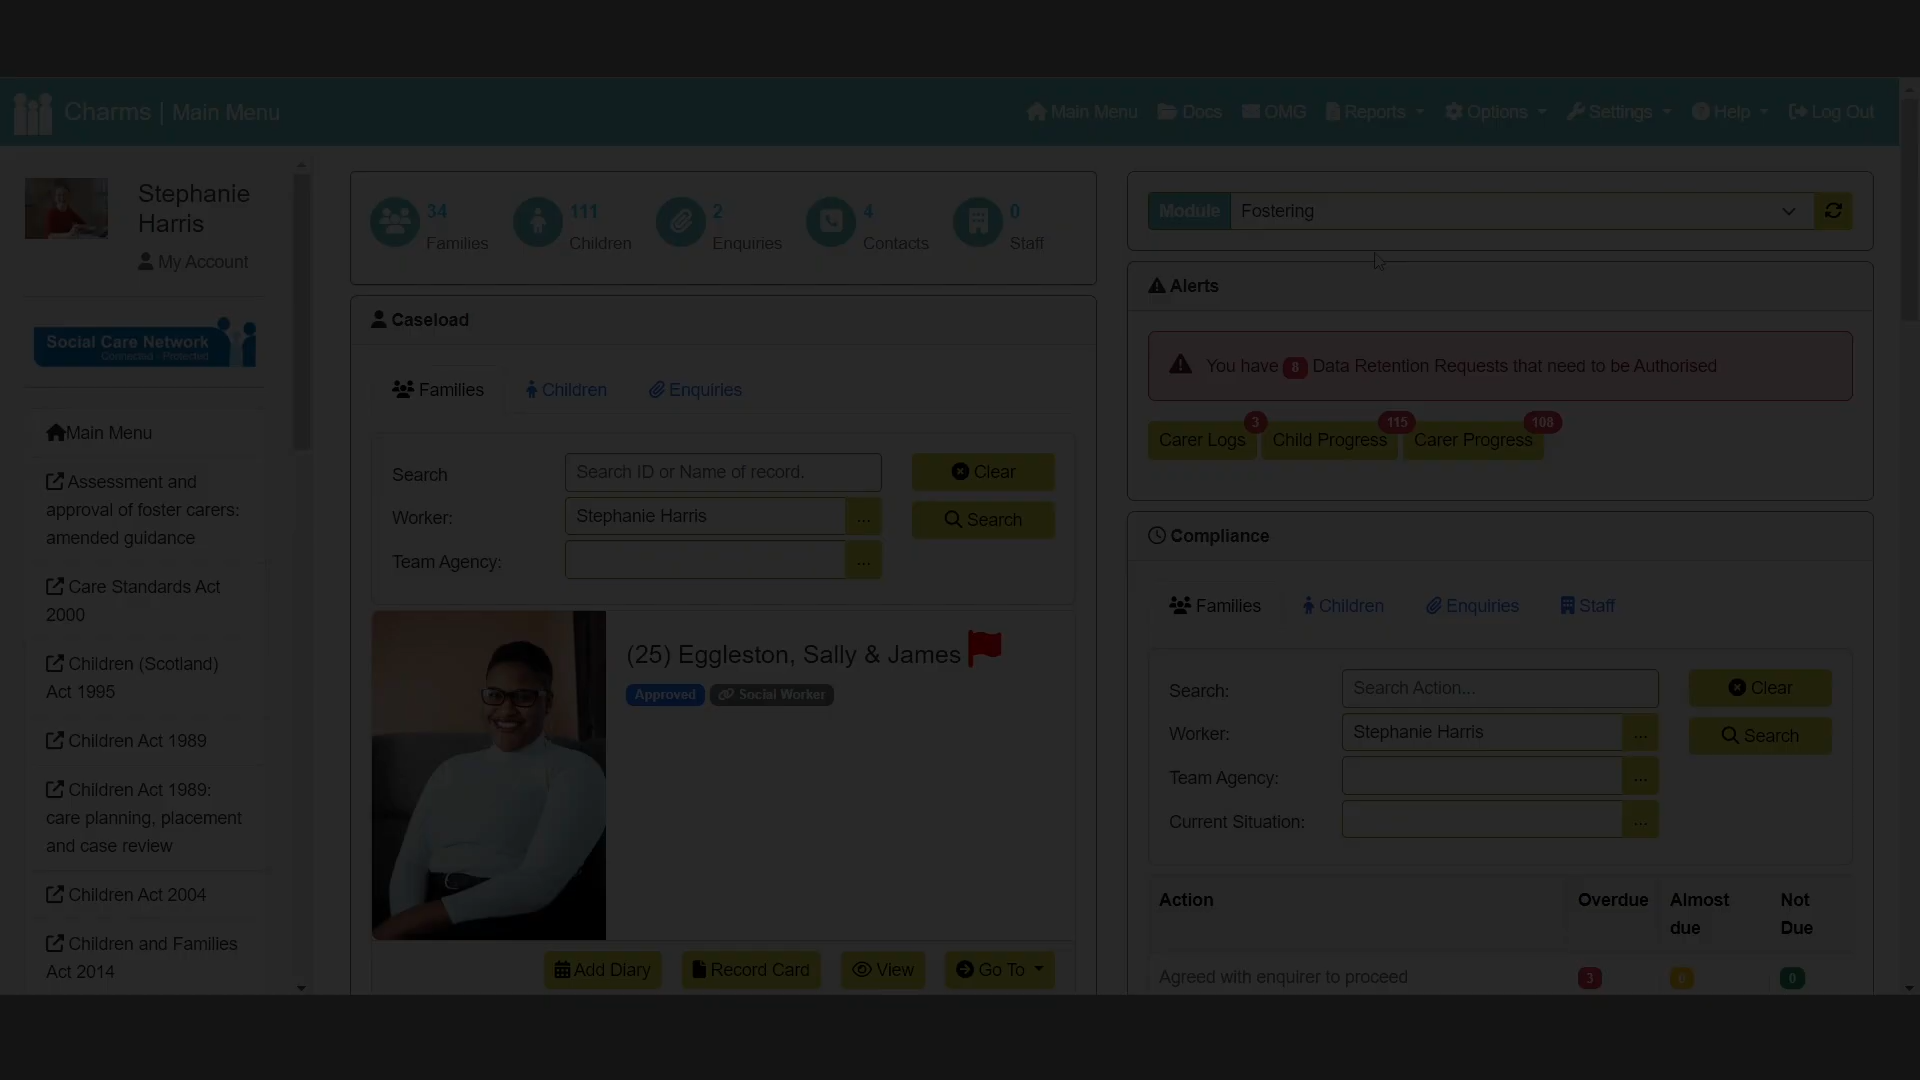 Charms | Main Menu
Main Menu
Docs
OMG
Reports
Options
Settings
Help
Log Out
Stephanie
Harris
My Account
Social Care Network
Connected - Protected
Main Menu
Assessment and
approval of foster carers:
amended guidance
Care Standards Act
2000
Children (Scotland)
Act 1995
Children Act 1989
Children Act 1989:
care planning, placement
and case review
Children Act 2004
Children and Families
Act 2014
34
Families
111
Children
2
Enquiries
4
Contacts
0
Staff
Caseload
Families
Children
Enquiries
Search
Search ID or Name of record.
Clear
Worker:
Stephanie Harris
...
Search
Team Agency:
...
(25) Eggleston, Sally & James
Approved
Social Worker
Add Diary
Record Card
View
Go To
Module
Fostering
Alerts
You have 8 Data Retention Requests that need to be Authorised
Carer Logs 3
Child Progress 115
Carer Progress 108
Compliance
Families
Children
Enquiries
Staff
Search:
Search Action...
Clear
Worker:
Stephanie Harris
...
Search
Team Agency:
...
Current Situation:
...
Action
Overdue
Almost
due
Not
Due
Agreed with enquirer to proceed
3
0
0